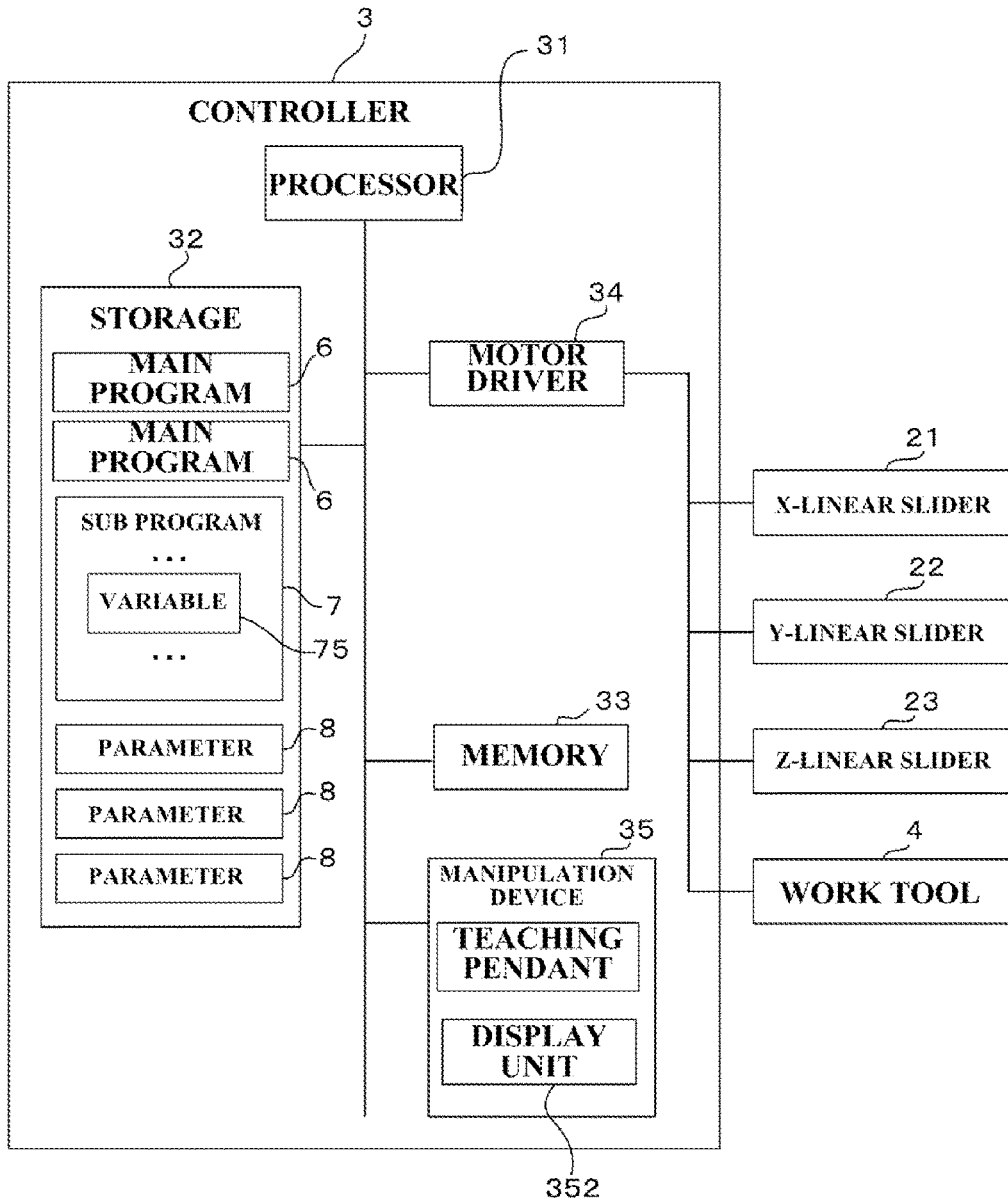 3
31
CONTROLLER
PROCESSOR
32
STORAGE
MAIN
PROGRAM
6
MAIN
PROGRAM
6
SUB PROGRAM
...
VARIABLE
7
75
...
PARAMETER
8
PARAMETER
8
PARAMETER
8
34
MOTOR
DRIVER
33
MEMORY
35
MANIPULATION
DEVICE
TEACHING
PENDANT
DISPLAY
UNIT
352
21
X-LINEAR SLIDER
22
Y-LINEAR SLIDER
23
Z-LINEAR SLIDER
4
WORK TOOL